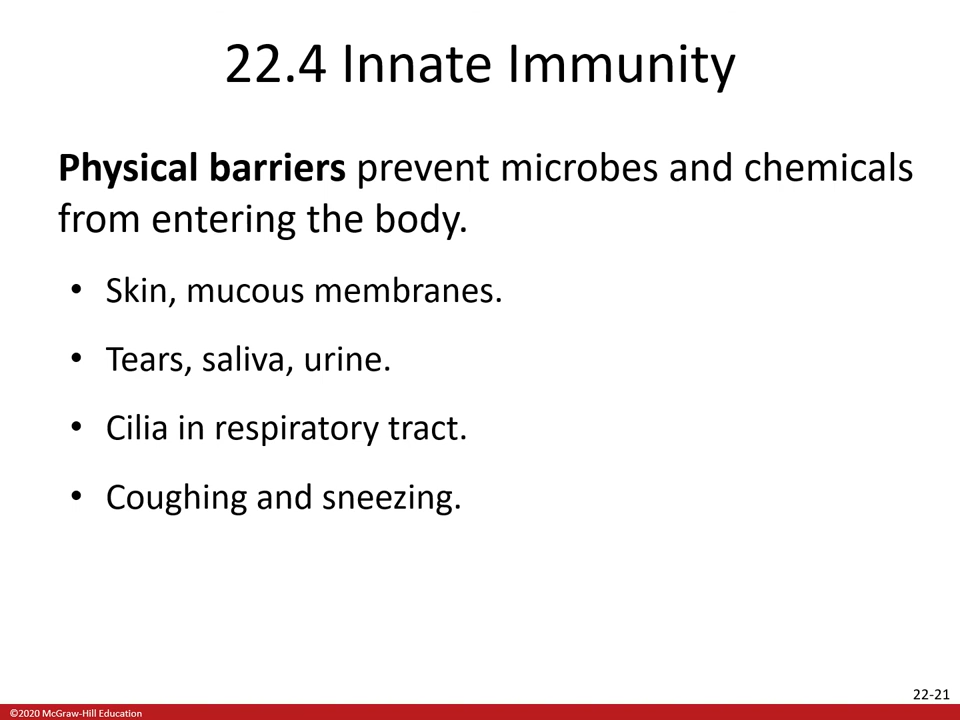 22.4 Innate Immunity
Physical barriers prevent microbes and chemicals
from entering the body.
• Skin, mucous membranes.
• Tears, saliva, urine.
• Cilia in respiratory tract.
• Coughing and sneezing.
22-21
©2020 McGraw-Hill Education